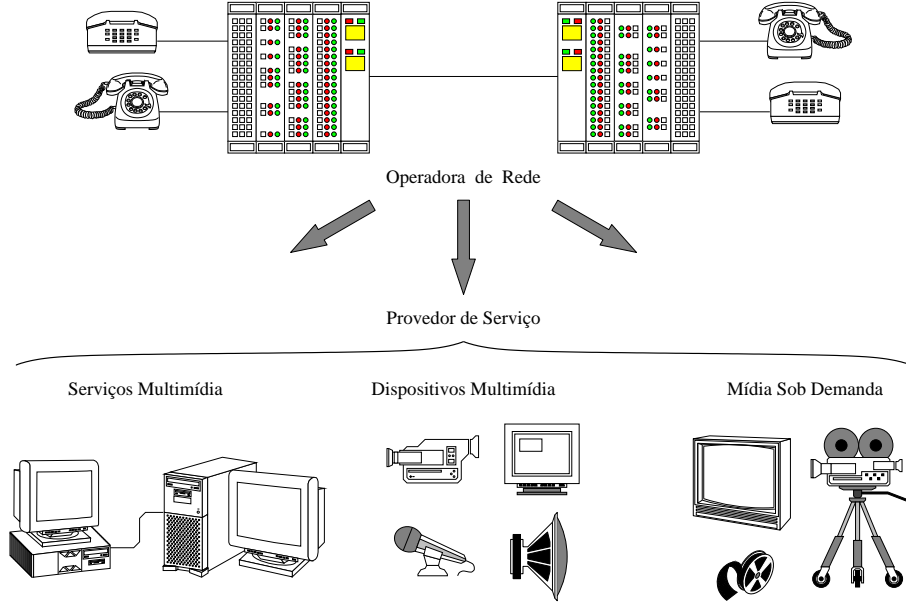 Operadora de Rede
Provedor de Serviço
Serviços Multimídia
Dispositivos Multimídia
Mídia Sob Demanda